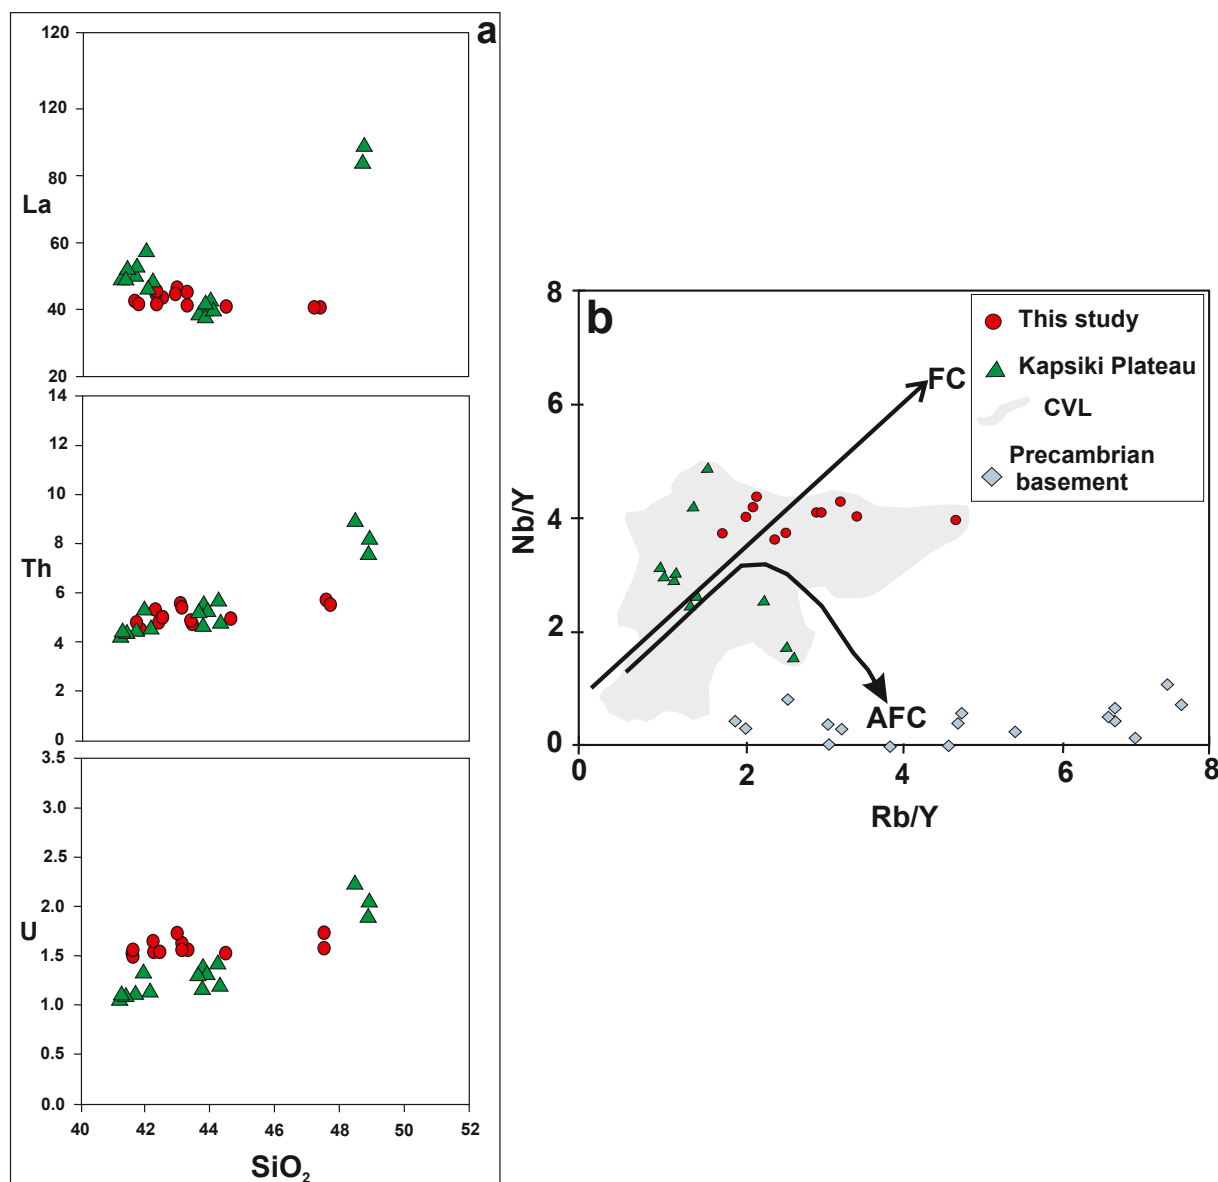 a
120
120
80
60
40
20
La
14
12
10
8
6
4
2
0
Th
3.5
3.0
2.5
2.0
1.5
1.0
0.5
0.0
U
40 42 44 46 48 50 52
SiO₂
b
8
6
4
2
0
Nb/Y
0 2 4 6 8
Rb/Y
FC
AFC
This study
Kapsiki Plateau
CVL
Precambrian
basement